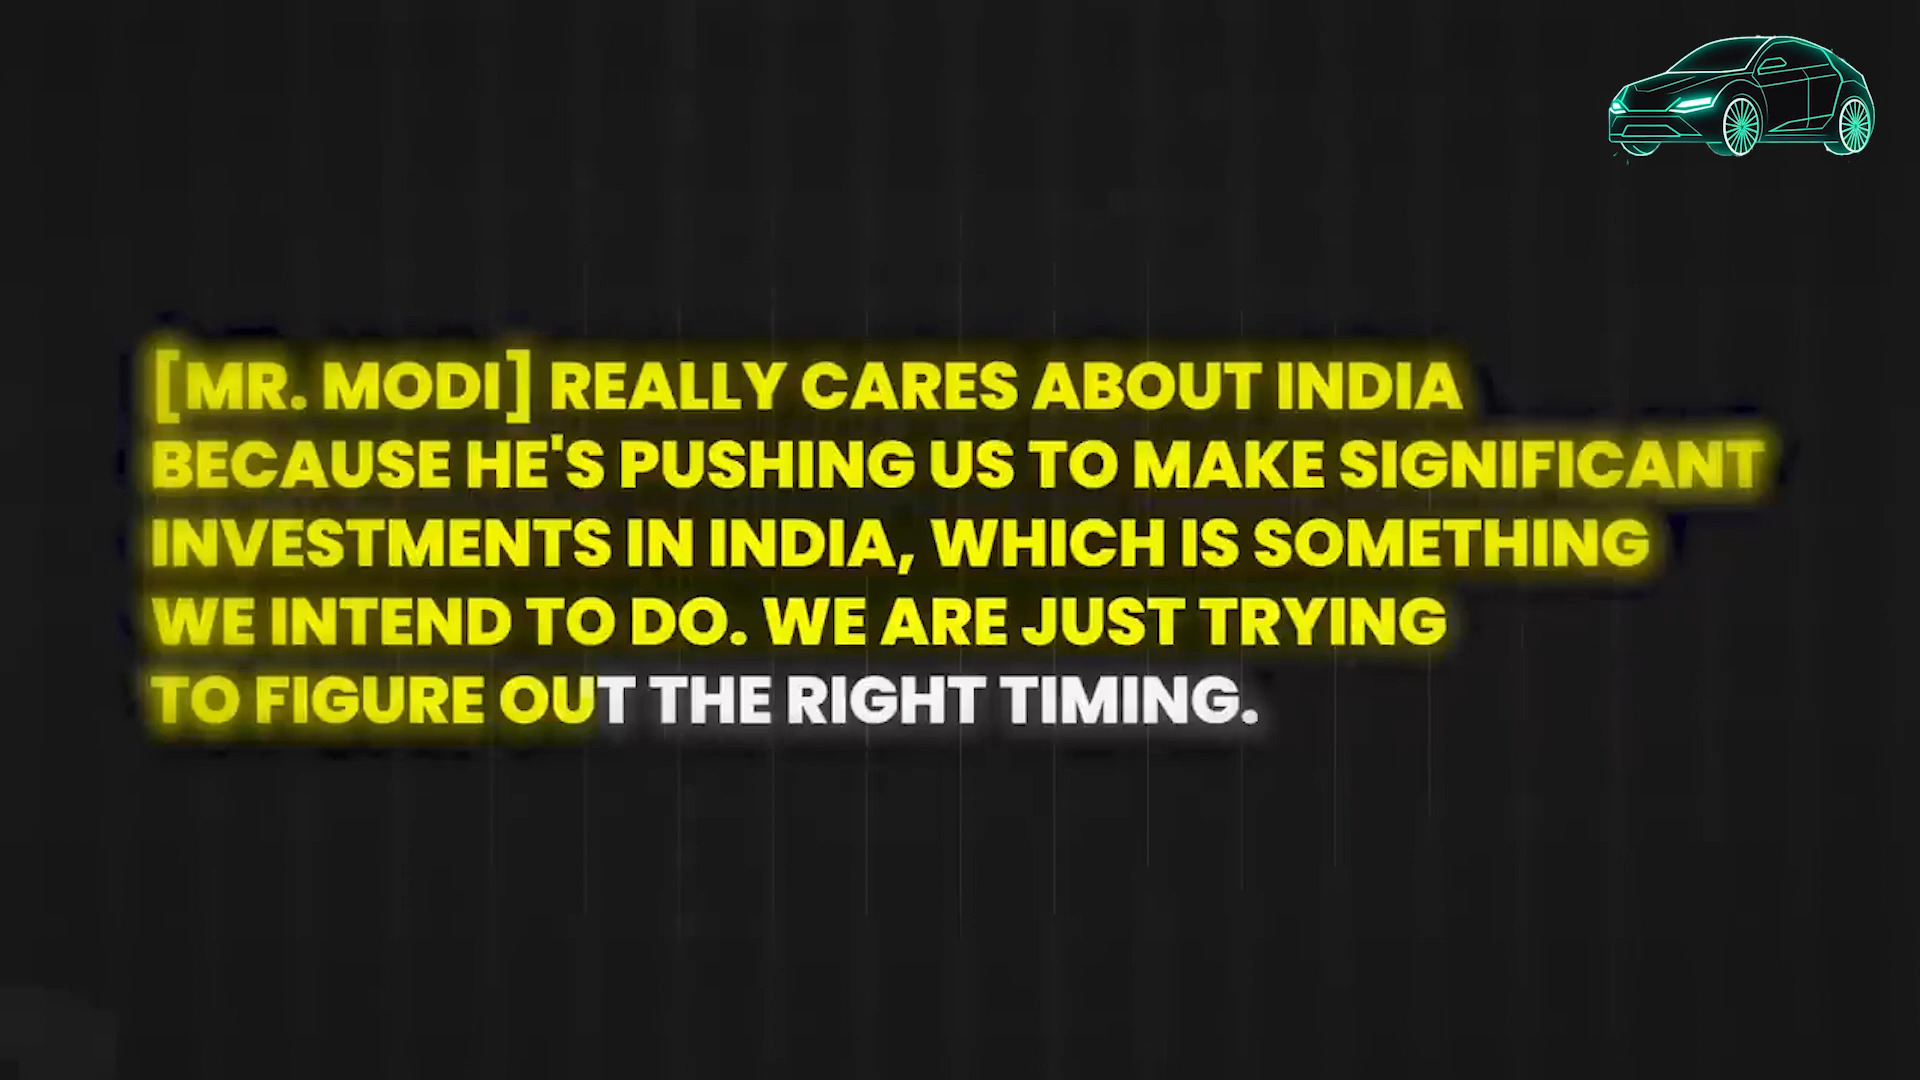 [MR. MODI] REALLY CARES ABOUT INDIA
BECAUSE HE'S PUSHING US TO MAKE SIGNIFICANT
INVESTMENTS IN INDIA, WHICH IS SOMETHING
WE INTEND TO DO. WE ARE JUST TRYING
TO FIGURE OUT THE RIGHT TIMING.